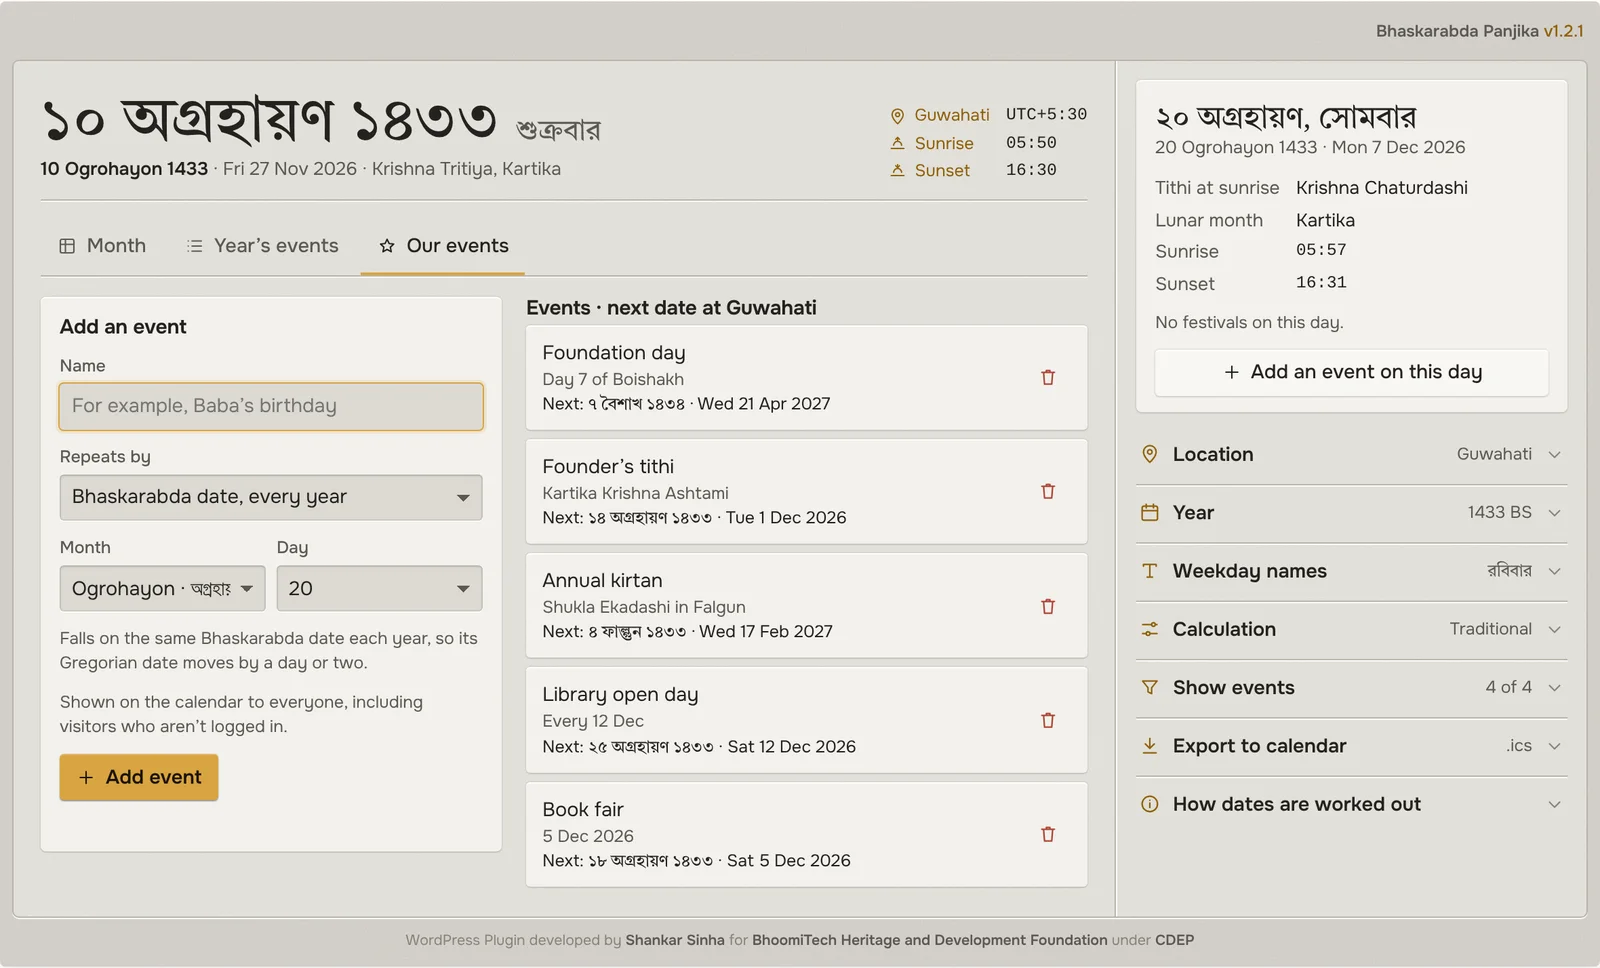 Bhaskarabda Panjika v1.2.1
১০ অগ্রহায়ণ ১৪৩৩ শুক্রবার
10 Ogrohayon 1433 · Fri 27 Nov 2026 · Krishna Tritiya, Kartika
Guwahati UTC+5:30
Sunrise 05:50
Sunset 16:30
Month
Year’s events
Our events
Add an event
Name
For example, Baba’s birthday
Repeats by
Bhaskarabda date, every year
Month Day
Ogrohayon · 20
Falls on the same Bhaskarabda date each year, so its
Gregorian date moves by a day or two.
Shown on the calendar to everyone, including
visitors who aren’t logged in.
+ Add event
Events · next date at Guwahati
Foundation day
Day 7 of Boishakh
Next: ৭ বৈশাখ ১৪৩৪ · Wed 21 Apr 2027
Founder’s tithi
Kartika Krishna Ashtami
Next: ১৪ অগ্রহায়ণ ১৪৩৩ · Tue 1 Dec 2026
Annual kirtan
Shukla Ekadashi in Falgun
Next: ৪ ফাল্গুন ১৪৩৩ · Wed 17 Feb 2027
Library open day
Every 12 Dec
Next: ২৫ অগ্রহায়ণ ১৪৩৩ · Sat 12 Dec 2026
Book fair
5 Dec 2026
Next: ১৮ অগ্রহায়ণ ১৪৩৩ · Sat 5 Dec 2026
২০ অগ্রহায়ণ, সোমবার
20 Ogrohayon 1433 · Mon 7 Dec 2026
Tithi at sunrise Krishna Chaturdashi
Lunar month Kartika
Sunrise 05:57
Sunset 16:31
No festivals on this day.
+ Add an event on this day
Location Guwahati
Year 1433 BS
Weekday names রবিবার
Calculation Traditional
Show events 4 of 4
Export to calendar .ics
How dates are worked out
WordPress Plugin developed by Shankar Sinha for BhoomiTech Heritage and Development Foundation under CDEP